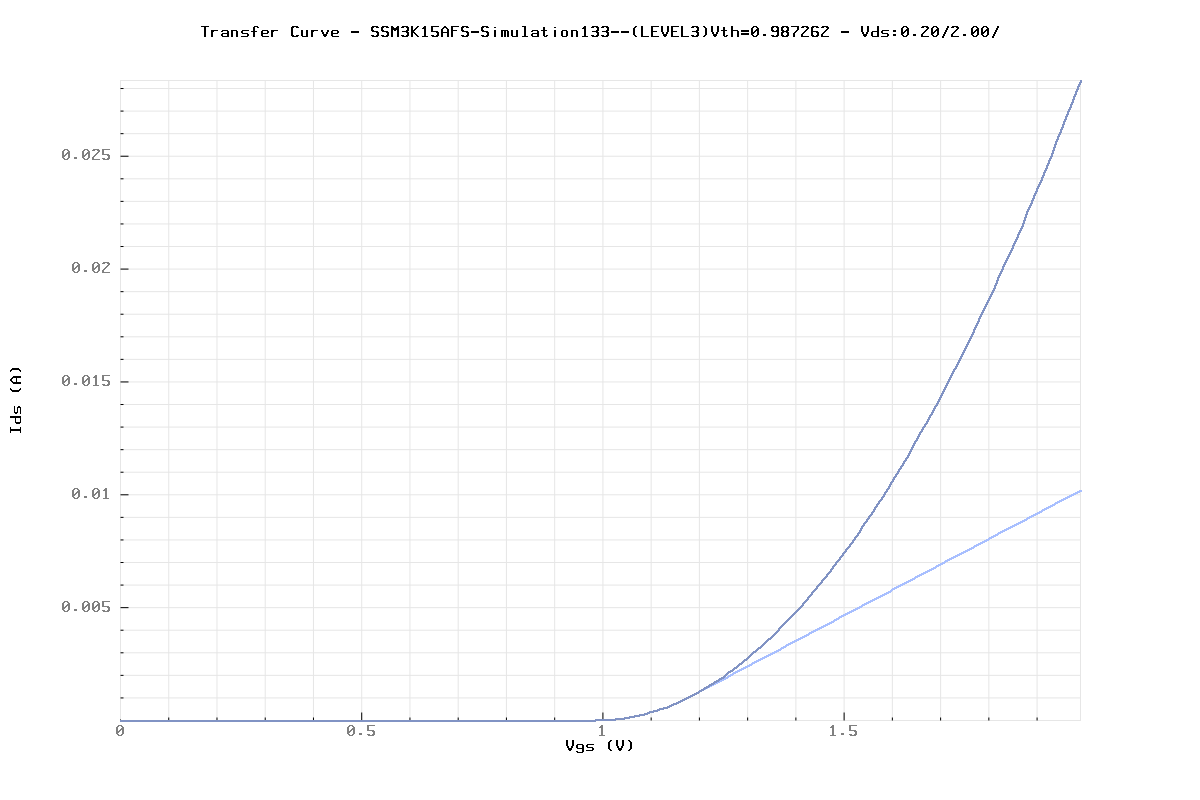 Transfer Curve - SSM3K15AFS-Simulation133--(LEVEL3)Vth=0.987262 - Vds:0.20/2.00/
0.025
0.02
0.015
Ids (A)
0.01
0.005
0 0.5 1 1.5
Vgs (V)